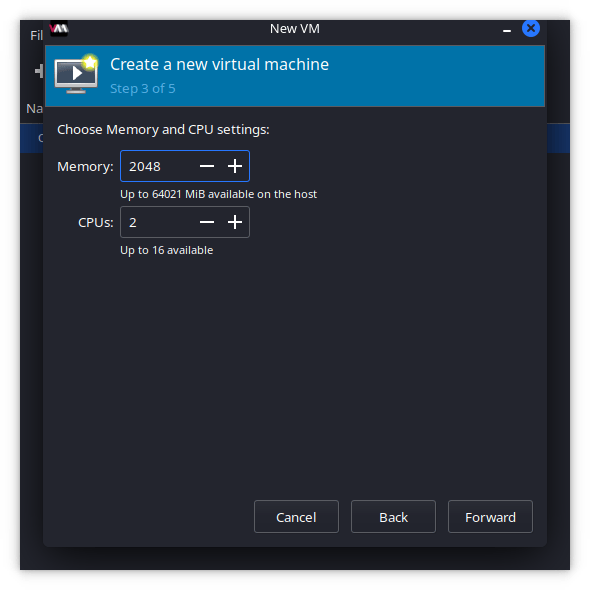 New VM
Fil
Create a new virtual machine
Step 3 of 5
Na
Choose Memory and CPU settings:
Memory: 2048
Up to 64021 MiB available on the host
CPUs: 2
Up to 16 available
Cancel Back Forward